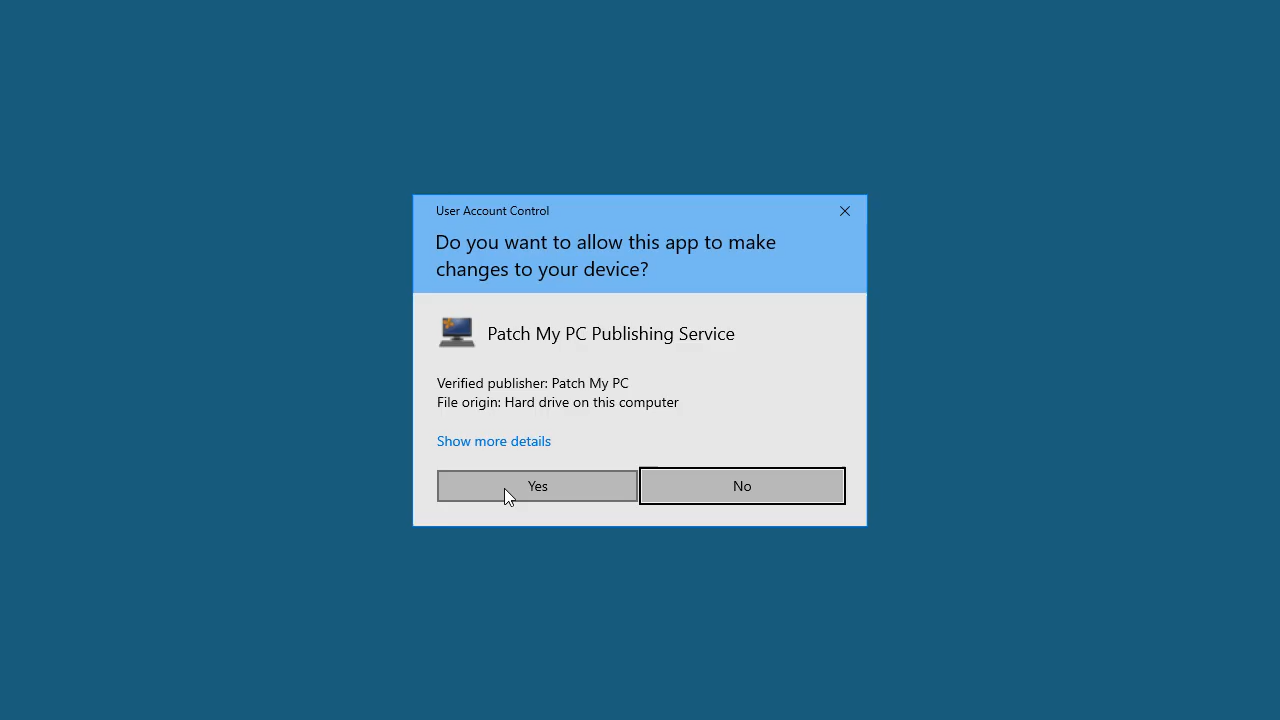 User Account Control
Do you want to allow this app to make
changes to your device?
Patch My PC Publishing Service
Verified publisher: Patch My PC
File origin: Hard drive on this computer
Show more details
Yes
No